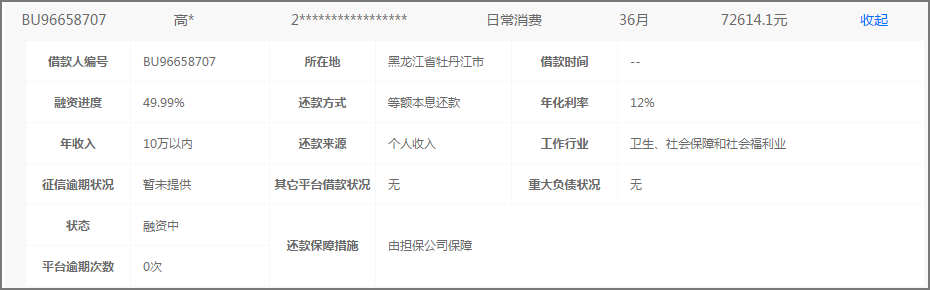 BU96658707 高* 2***************** 日常消费 36月 72614.1元 收起
借款人编号 BU96658707 所在地 黑龙江省牡丹江市 借款时间 --
融资进度 49.99% 还款方式 等额本息还款 年化利率 12%
年收入 10万以内 还款来源 个人收入 工作行业 卫生、社会保障和社会福利业
征信逾期状况 暂未提供 其它平台借款状况 无 重大负债状况 无
状态 融资中
还款保障措施 由担保公司保障
平台逾期次数 0次